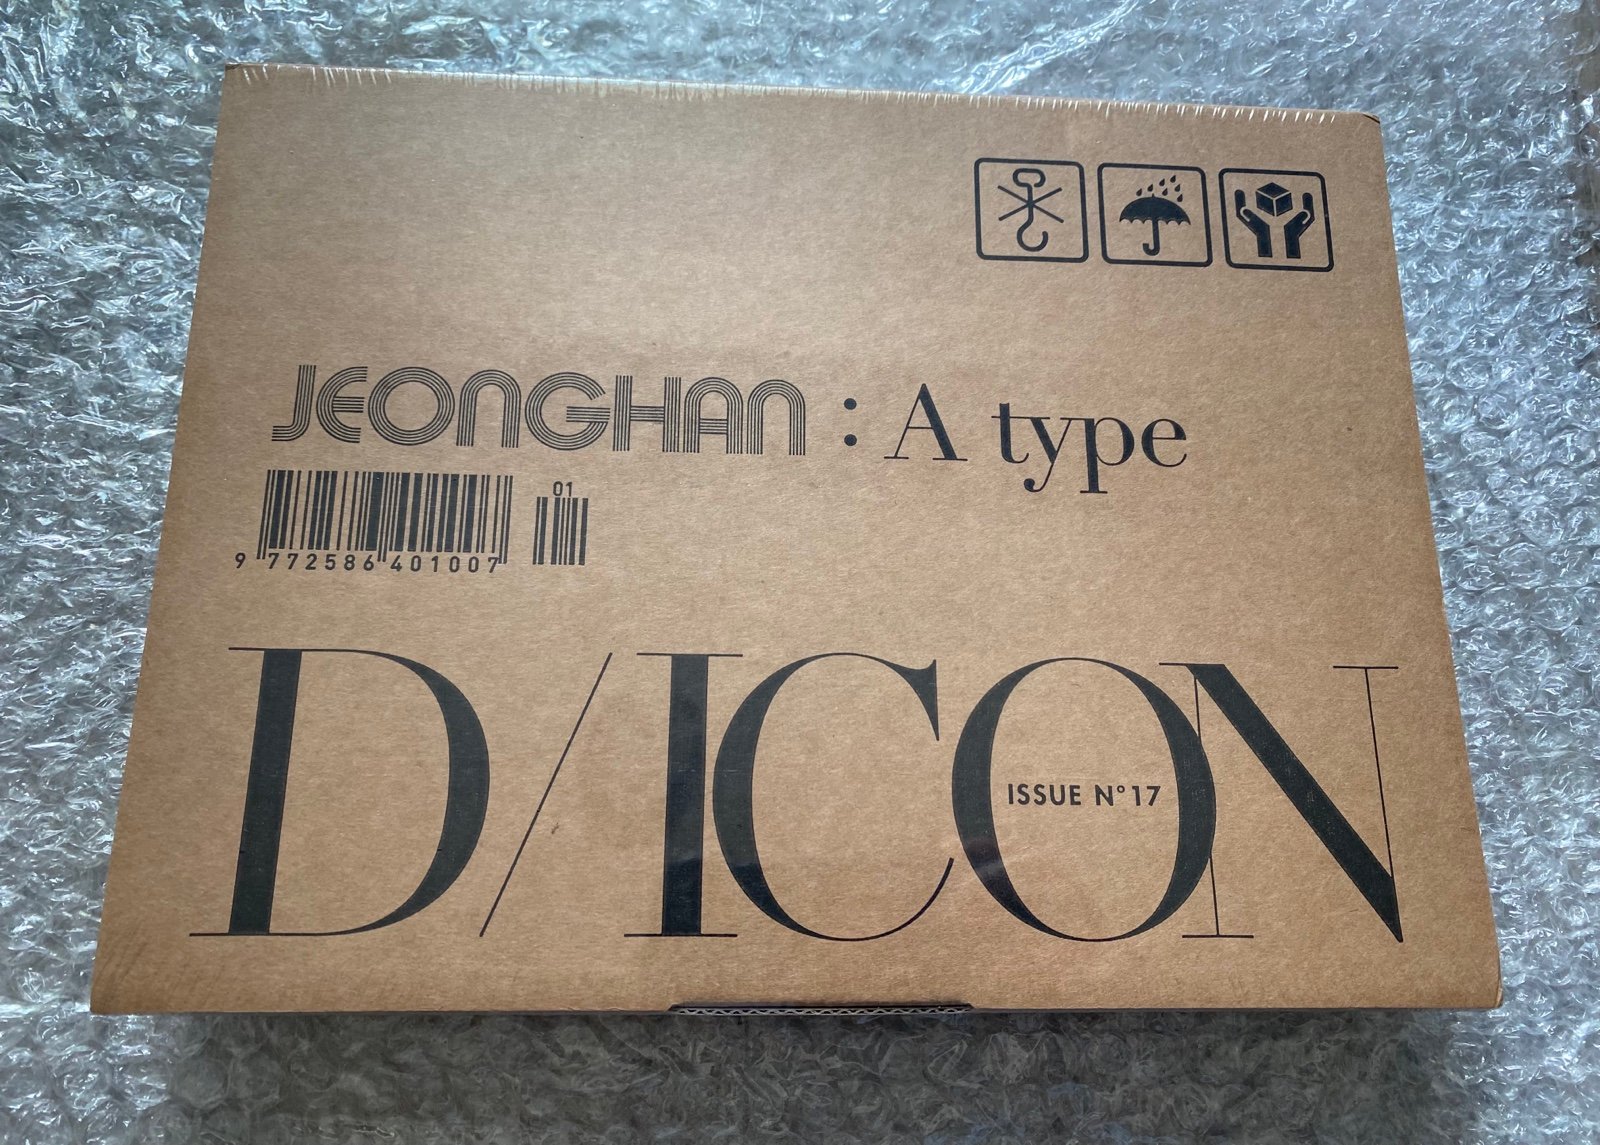 JEONGHAN : A type
01
9 772586 401007
D/ICON
ISSUE N° 17